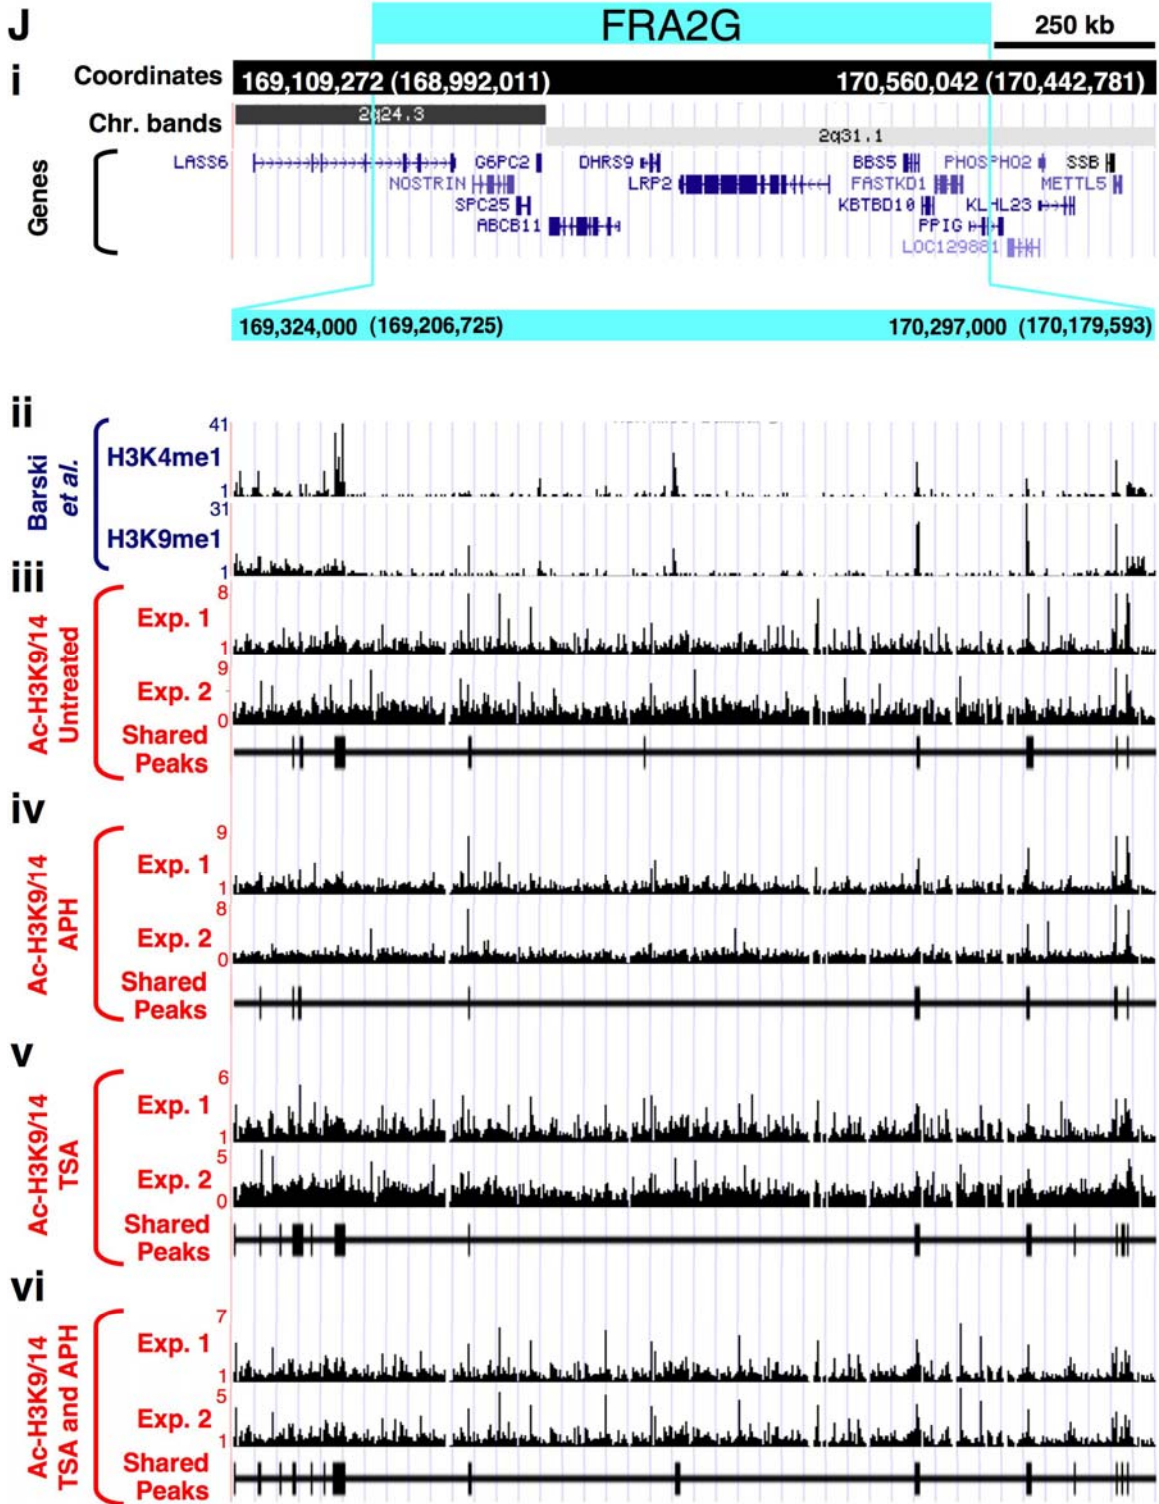 J
FRA2G
250 kb
i
Coordinates
169,109,272 (168,992,011)
170,560,042 (170,442,781)
Chr. bands
2q24.3
2q31.1
Genes
LASS6
G6PC2
DHRS9
BBS5
PHOSPHO2
SSB
NOSTRIN
LRP2
FASTKD1
METTL5
SPC25
KBTBD10
KLHL23
ABCB11
PPIG
LOC129881
169,324,000 (169,206,725)
170,297,000 (170,179,593)
ii
Barski
et al.
41
H3K4me1
1
31
H3K9me1
1
iii
Ac-H3K9/14
Untreated
8
Exp. 1
1
9
Exp. 2
0
Shared
Peaks
iv
Ac-H3K9/14
APH
9
Exp. 1
1
8
Exp. 2
0
Shared
Peaks
v
Ac-H3K9/14
TSA
6
Exp. 1
1
5
Exp. 2
0
Shared
Peaks
vi
Ac-H3K9/14
TSA and APH
7
Exp. 1
1
5
Exp. 2
1
Shared
Peaks